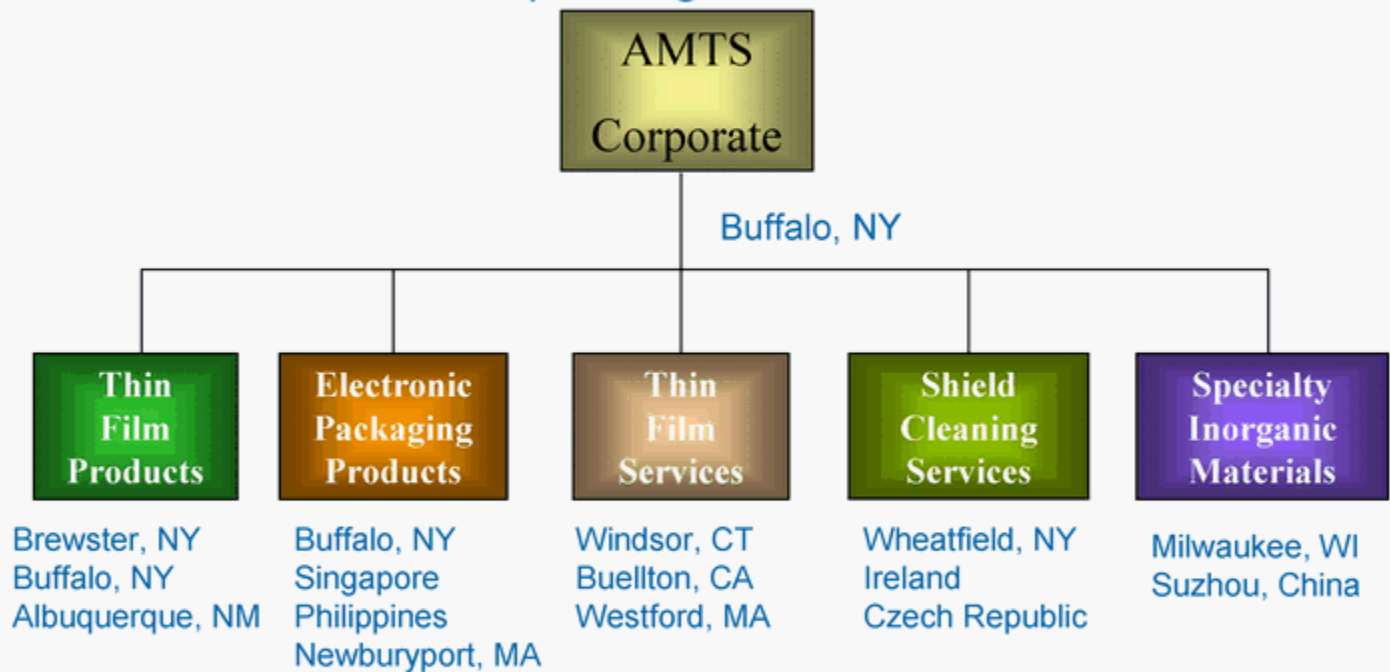 AMTS
Corporate
Buffalo, NY
Thin
Film
Products
Electronic
Packaging
Products
Thin
Film
Services
Shield
Cleaning
Services
Specialty
Inorganic
Materials
Brewster, NY
Buffalo, NY
Albuquerque, NM
Buffalo, NY
Singapore
Philippines
Newburyport, MA
Windsor, CT
Buellton, CA
Westford, MA
Wheatfield, NY
Ireland
Czech Republic
Milwaukee, WI
Suzhou, China